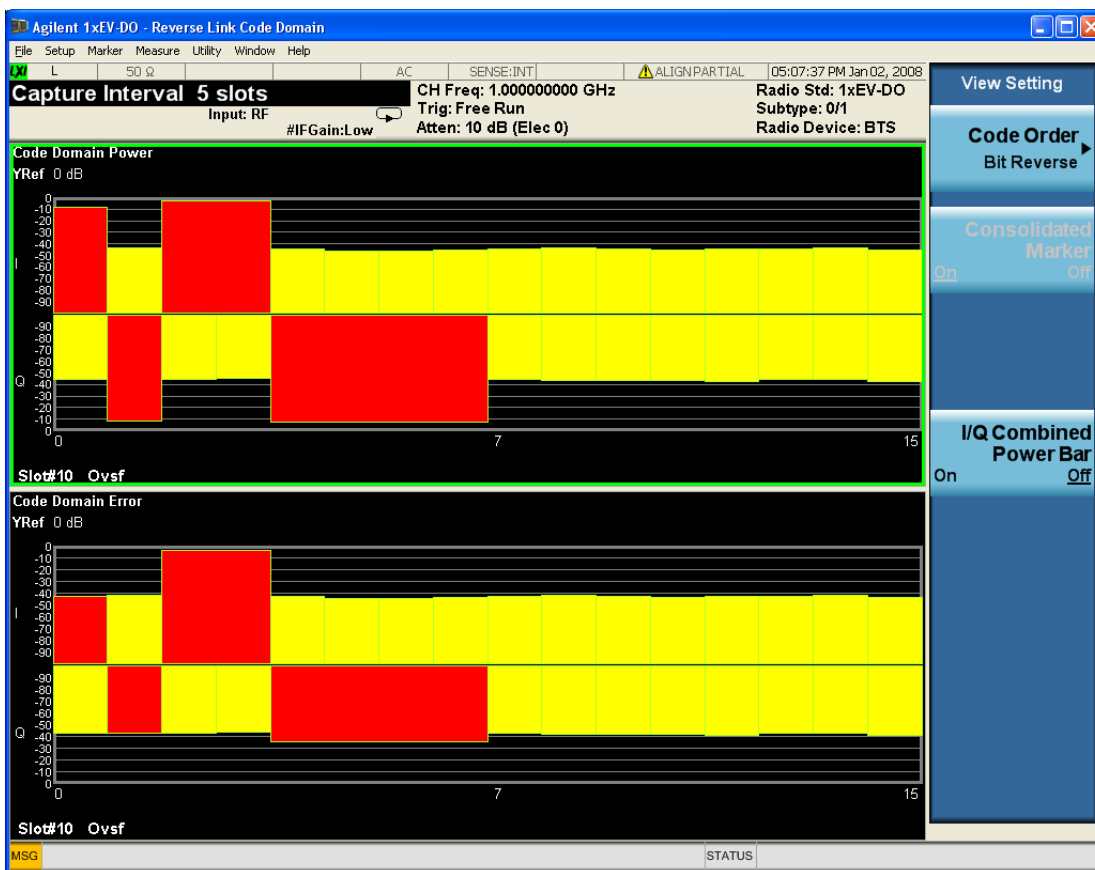 Agilent 1xEV-DO - Reverse Link Code Domain
File Setup Marker Measure Utility Window Help
LXI L 50 Ω AC SENSE:INT ALIGN PARTIAL 05:07:37 PM Jan 02, 2008
Capture Interval 5 slots
Input: RF
#IFGain:Low
CH Freq: 1.000000000 GHz
Trig: Free Run
Atten: 10 dB (Elec 0)
Radio Std: 1xEV-DO
Subtype: 0/1
Radio Device: BTS
Code Domain Power
YRef 0 dB
0
-10
-20
-30
-40
-50
I
-60
-70
-80
-90
-90
-80
-70
-60
-50
Q -40
-30
-20
-10
0
0 7 15
Slot#10 Ovsf
Code Domain Error
YRef 0 dB
0
-10
-20
-30
-40
-50
I
-60
-70
-80
-90
-90
-80
-70
-60
-50
Q -40
-30
-20
-10
0
0 7 15
Slot#10 Ovsf
View Setting
Code Order
Bit Reverse
Consolidated
Marker
On Off
I/Q Combined
Power Bar
On Off
MSG STATUS